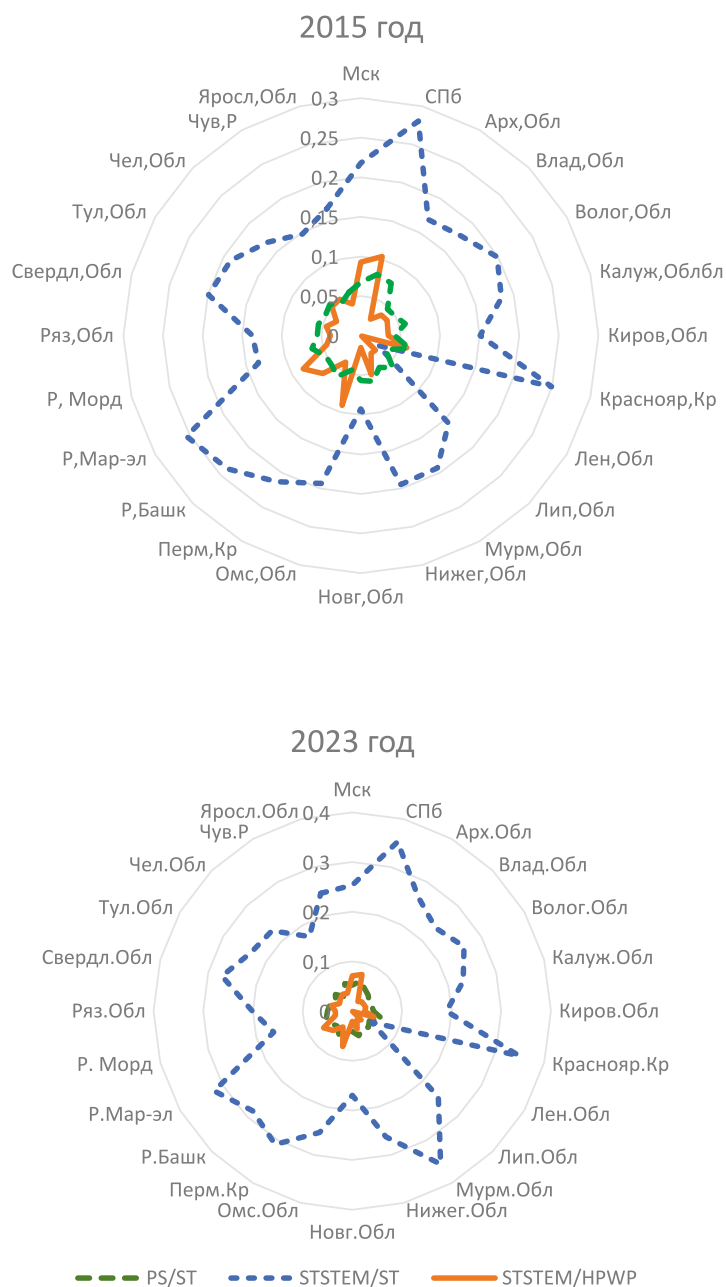 2015 год
Мск
СПб
Арх,Обл
Влад,Обл
Волог,Обл
Калуж,Облбл
Киров,Обл
Краснояр,Кр
Лен,Обл
Лип,Обл
Мурм,Обл
Нижег,Обл
Новг,Обл
Омс,Обл
Перм,Кр
Р,Башк
Р,Мар-эл
Р, Морд
Ряз,Обл
Свердл,Обл
Тул,Обл
Чел,Обл
Чув,Р
Яросл,Обл
0,3
0,25
0,2
0,15
0,1
0,05
0
2023 год
Мск
СПб
Арх.Обл
Влад.Обл
Волог.Обл
Калуж.Обл
Киров.Обл
Краснояр.Кр
Лен.Обл
Лип.Обл
Мурм.Обл
Нижег.Обл
Новг.Обл
Омс.Обл
Перм.Кр
Р.Башк
Р.Мар-эл
Р. Морд
Ряз.Обл
Свердл.Обл
Тул.Обл
Чел.Обл
Чув.Р
Яросл.Обл
0,4
0,3
0,2
0,1
0
PS/ST STSTEM/ST STSTEM/HPWP